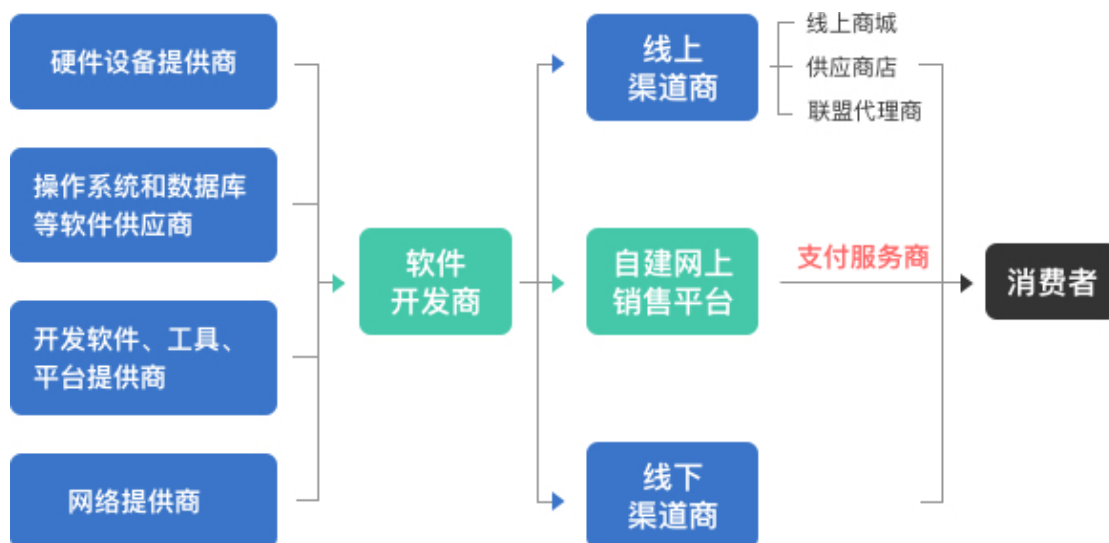 硬件设备提供商
操作系统和数据库
等软件供应商
开发软件、工具、
平台提供商
网络提供商
软件
开发商
线上
渠道商
线上商城
供应商店
联盟代理商
自建网上
销售平台
支付服务商
线下
渠道商
消费者